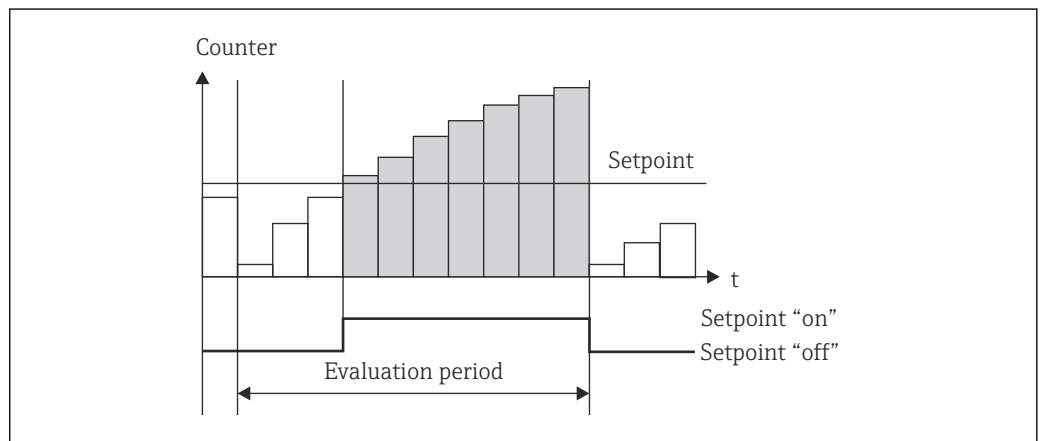 Counter
Setpoint
t
Setpoint “on”
Setpoint “off”
Evaluation period